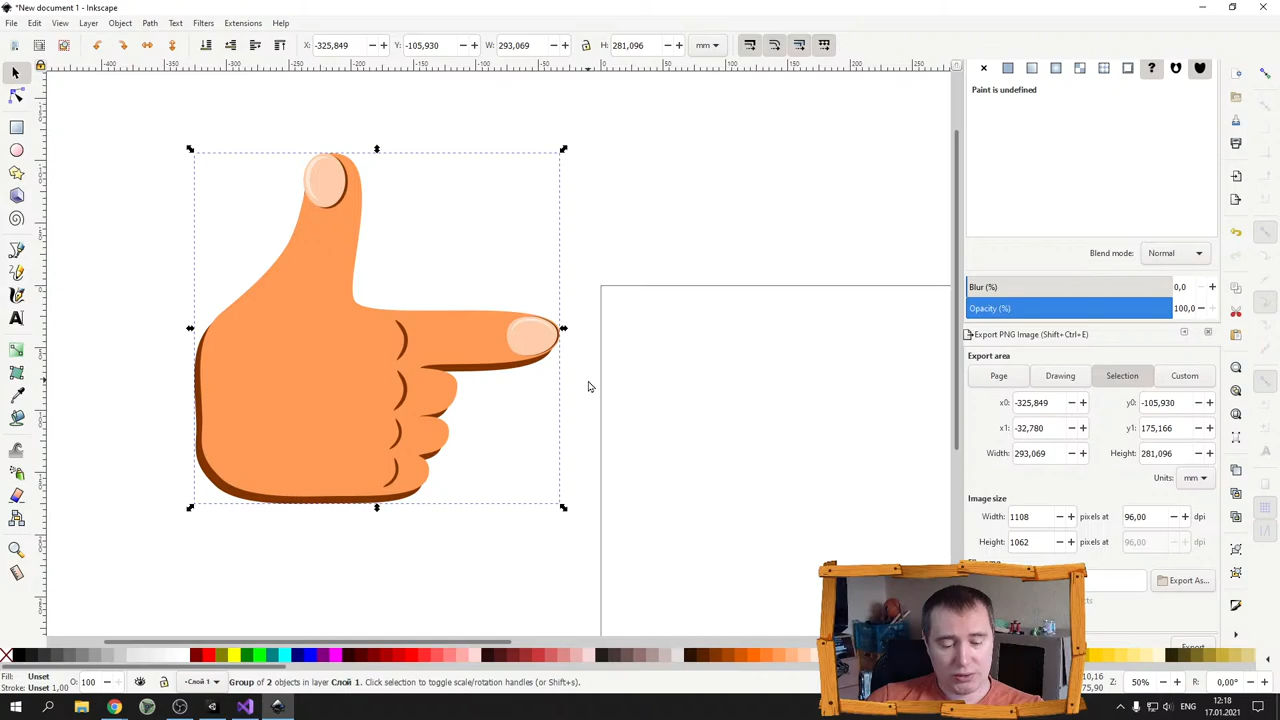 *New document 1 - Inkscape
File Edit View Layer Object Path Text Filters Extensions Help
X: -325,849 Y: -105,930 W: 293,069 H: 281,096 mm
Paint is undefined
Blend mode: Normal
Blur (%) 0,0
Opacity (%) 100,0
Export PNG Image (Shift+Ctrl+E)
Export area
Page Drawing Selection Custom
x0: -325,849 y0: -105,930
x1: -32,780 y1: 175,166
Width: 293,069 Height: 281,096
Units: mm
Image size
Width: 1108 pixels at 96,00 dpi
Height: 1062 pixels at 96,00 dpi
Export As...
Export
Fill: Unset
Stroke: Unset 1,00
O: 100
Слой 1
Group of 2 objects in layer Слой 1. Click selection to toggle scale/rotation handles (or Shift+s).
Z: 50% R: 0,00°
12:18
17.01.2021